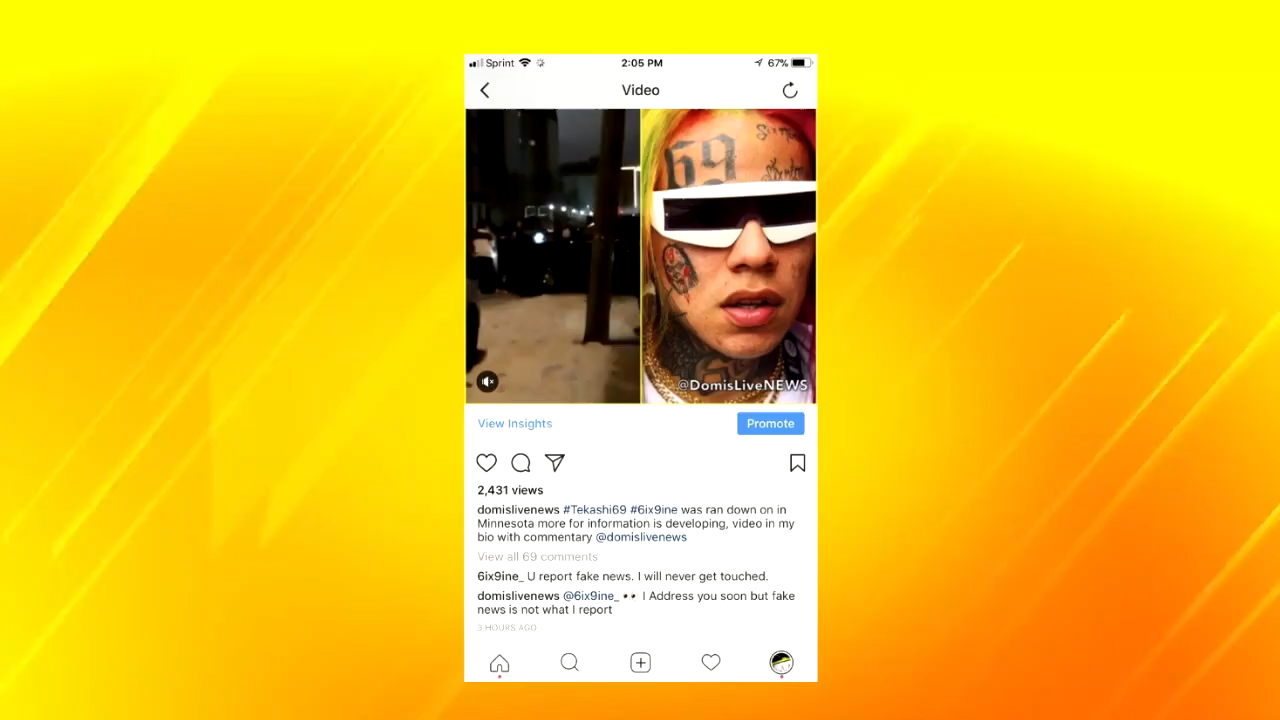 Sprint 2:05 PM 67%
Video
69
@DomisLiveNEWS
View Insights Promote
2,431 views
domislivenews #Tekashi69 #6ix9ine was ran down on in
Minnesota more for information is developing, video in my
bio with commentary @domislivenews
View all 69 comments
6ix9ine_ U report fake news. I will never get touched.
domislivenews @6ix9ine_ 👀 I Address you soon but fake
news is not what I report
3 HOURS AGO